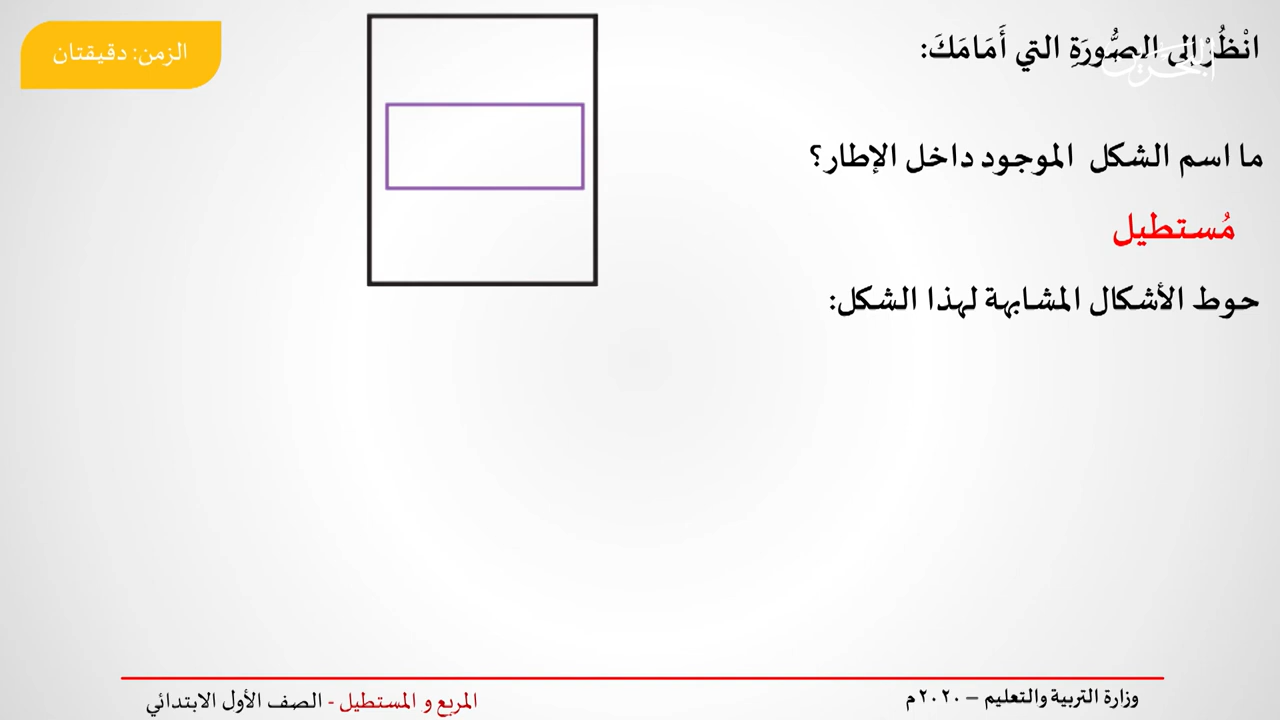 الزمن: دقيقتان
انْظُرْ إلى الصُّورَةِ التي أَمَامَكَ:
البحرين
ما اسم الشكل الموجود داخل الإطار؟
مُستطيل
حوط الأشكال المشابهة لهذا الشكل:
وزارة التربية والتعليم – ٢٠٢٠م
المربع و المستطيل - الصف الأول الابتدائي